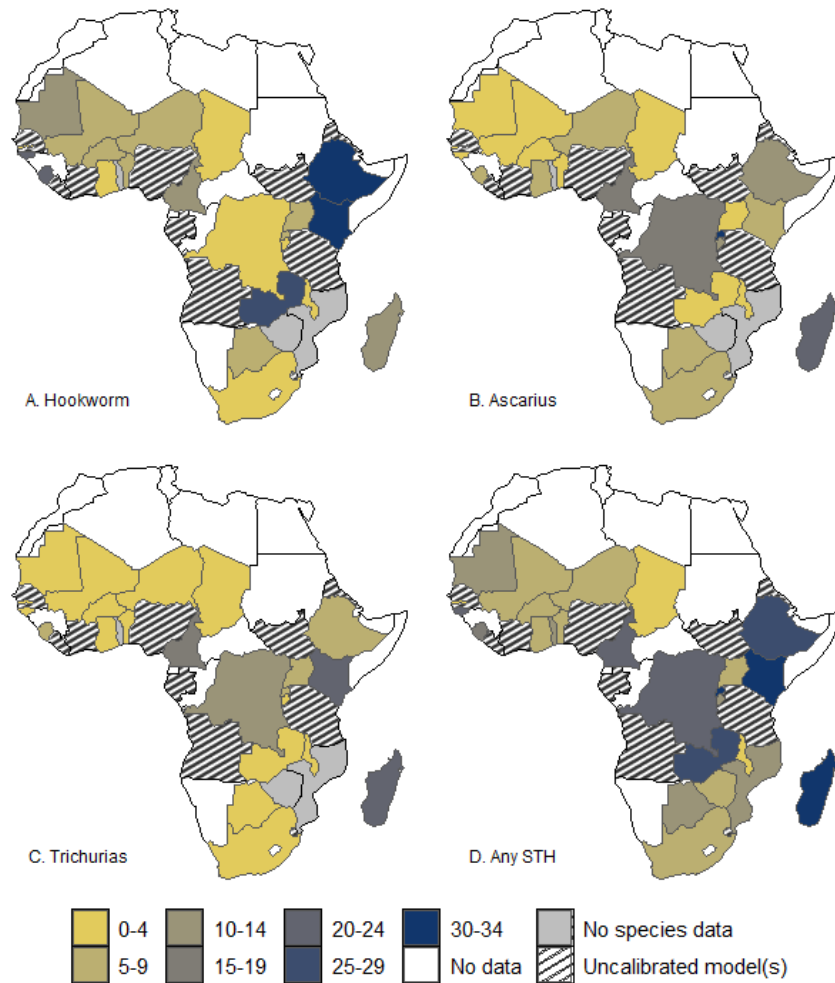 A. Hookworm
B. Ascarius
C. Trichurias
D. Any STH
0-4 10-14 20-24 30-34 No species data
5-9 15-19 25-29 No data Uncalibrated model(s)